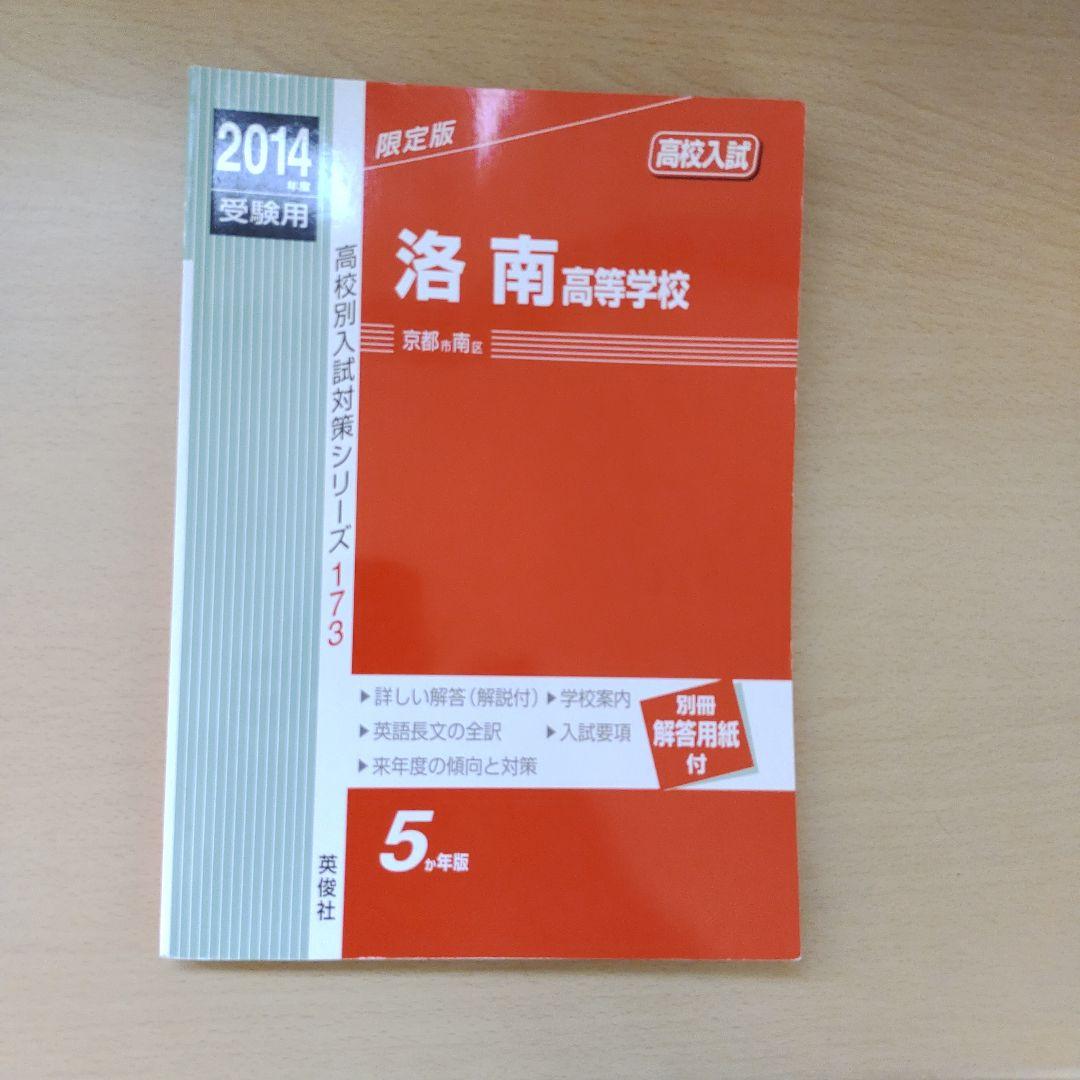 2014
年度
受験用
限定版
高校入試
洛南高等学校
京都市南区
高校別入試対策シリーズ173
▶詳しい解答(解説付)▶学校案内
▶英語長文の全訳 ▶入試要項
▶来年度の傾向と対策
別冊
解答用紙
付
5か年版
英俊社